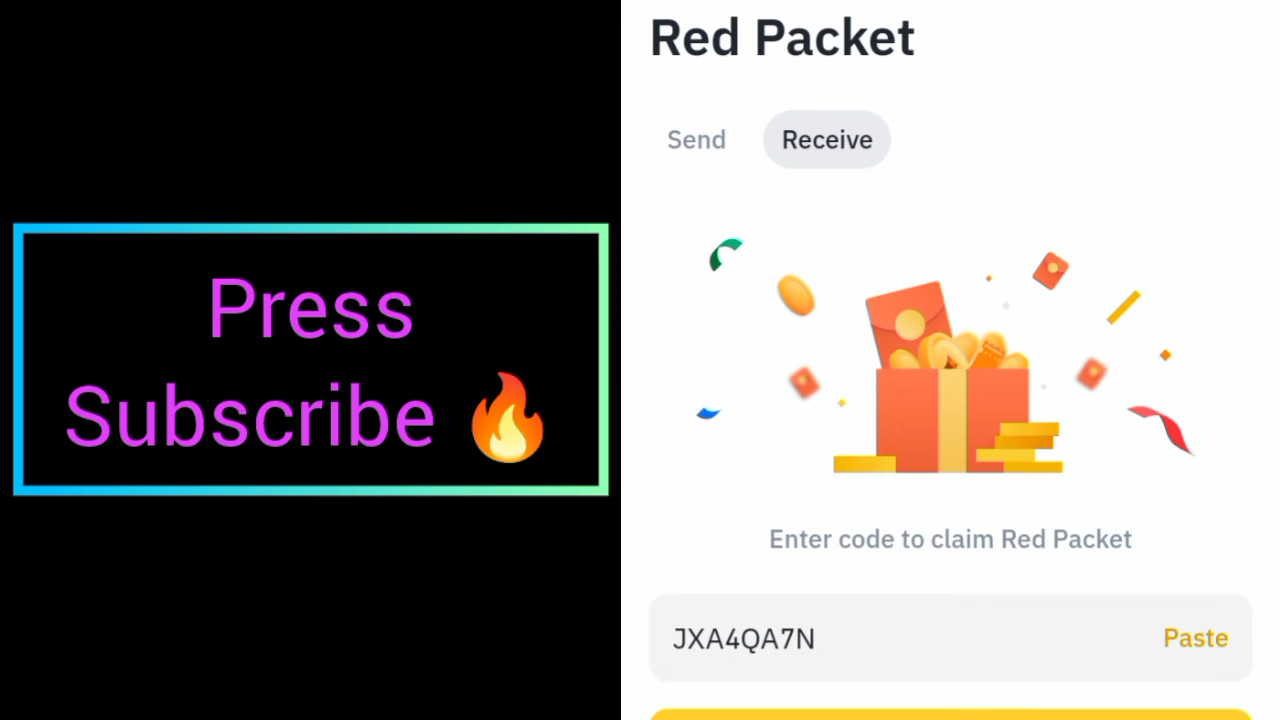 Press
Subscribe 🔥
Red Packet
Send
Receive
Enter code to claim Red Packet
JXA4QA7N
Paste